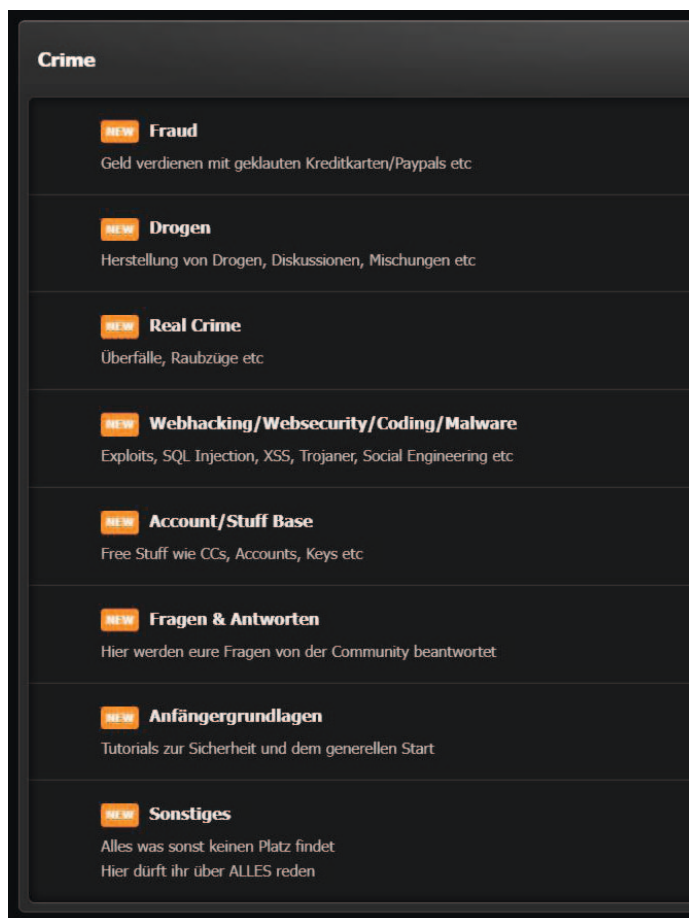 Crime
NEW Fraud
Geld verdienen mit geklauten Kreditkarten/Paypals etc
NEW Drogen
Herstellung von Drogen, Diskussionen, Mischungen etc
NEW Real Crime
Überfälle, Raubzüge etc
NEW Webhacking/Websecurity/Coding/Malware
Exploits, SQL Injection, XSS, Trojaner, Social Engineering etc
NEW Account/Stuff Base
Free Stuff wie CCs, Accounts, Keys etc
NEW Fragen & Antworten
Hier werden eure Fragen von der Community beantwortet
NEW Anfängergrundlagen
Tutorials zur Sicherheit und dem generellen Start
NEW Sonstiges
Alles was sonst keinen Platz findet
Hier dürft ihr über ALLES reden